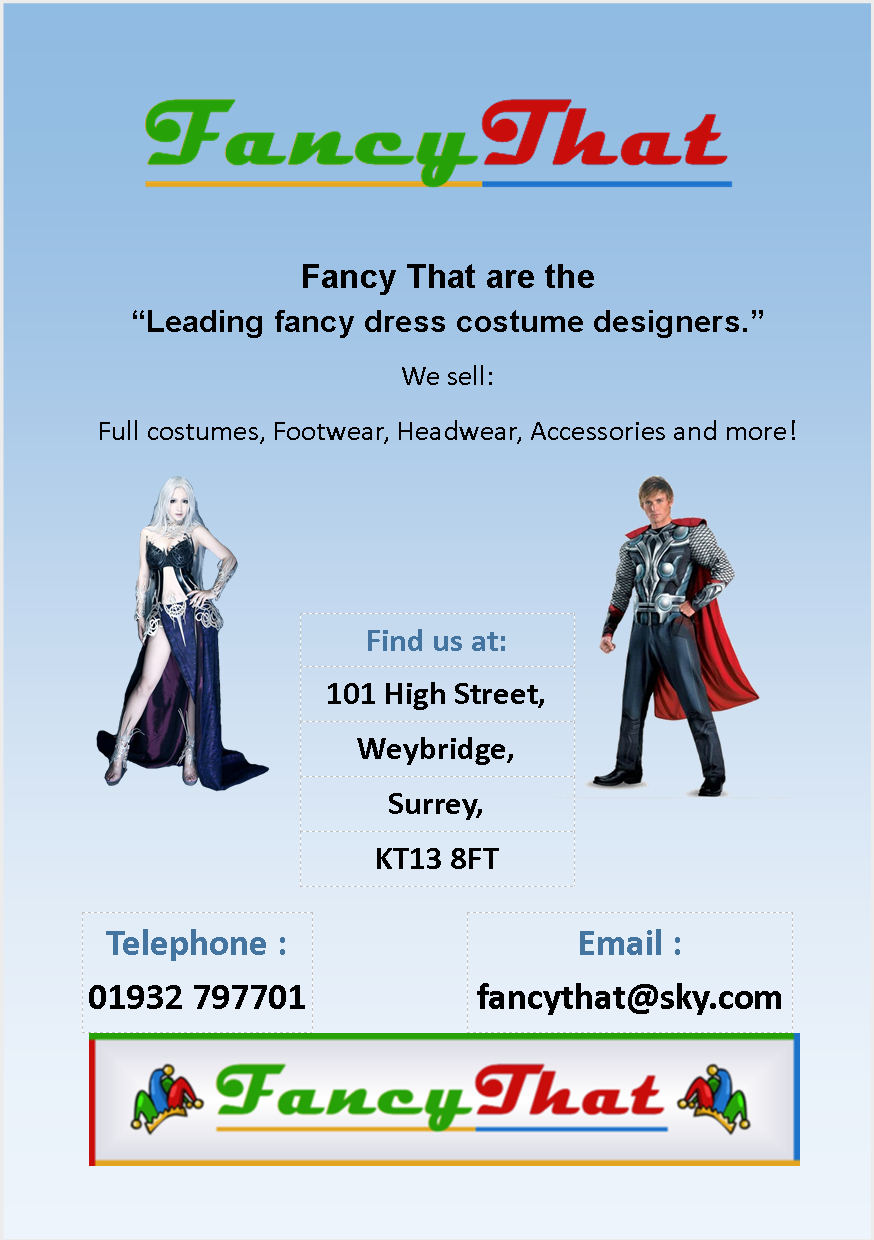 FancyThat
Fancy That are the
“Leading fancy dress costume designers.”
We sell:
Full costumes, Footwear, Headwear, Accessories and more!
Find us at:
101 High Street,
Weybridge,
Surrey,
KT13 8FT
Telephone :
01932 797701
Email :
fancythat@sky.com
FancyThat